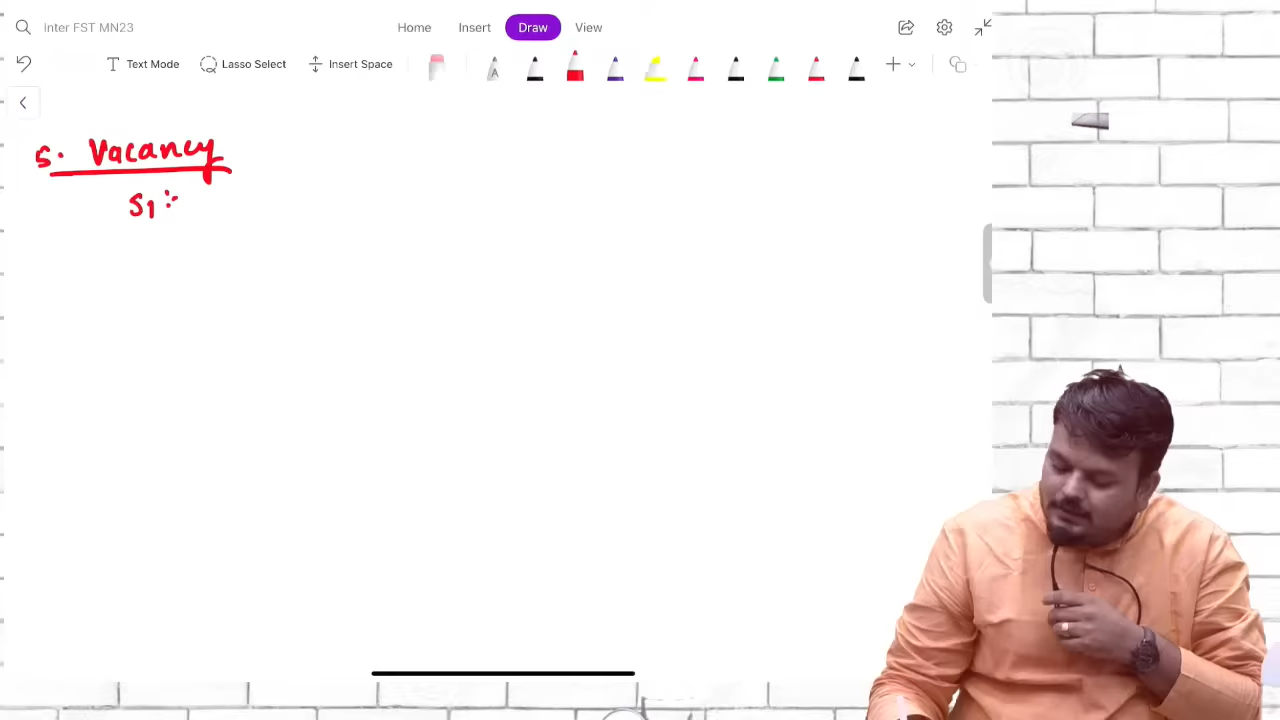 inter FST MN23
Home Insert Draw View
Text Mode Lasso Select Insert Space
5. Vacancy
S1 :